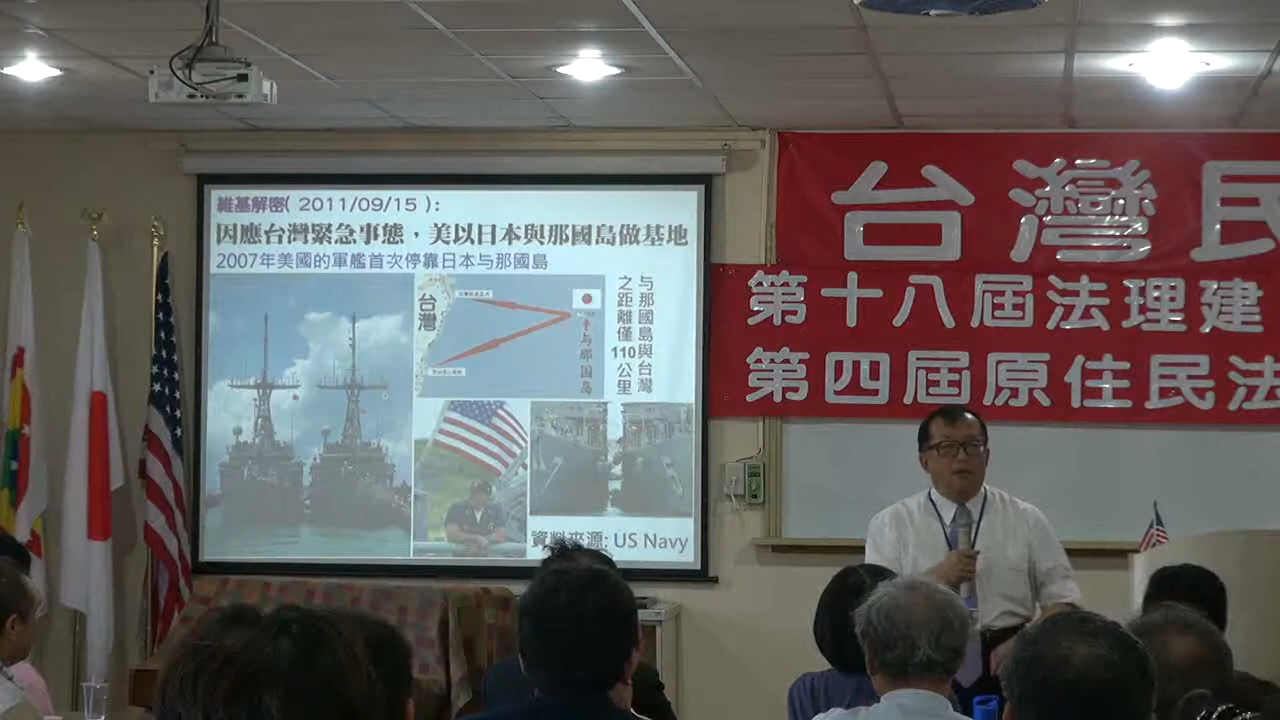 維基解密( 2011/09/15 ):
因應台灣緊急事態，美以日本與那國島做基地
2007年美國的軍艦首次停靠日本与那國島
台灣
与那国島
与那國島與台灣
之距離僅110公里
資料來源: US Navy
台灣民
第十八屆法理建
第四屆原住民法